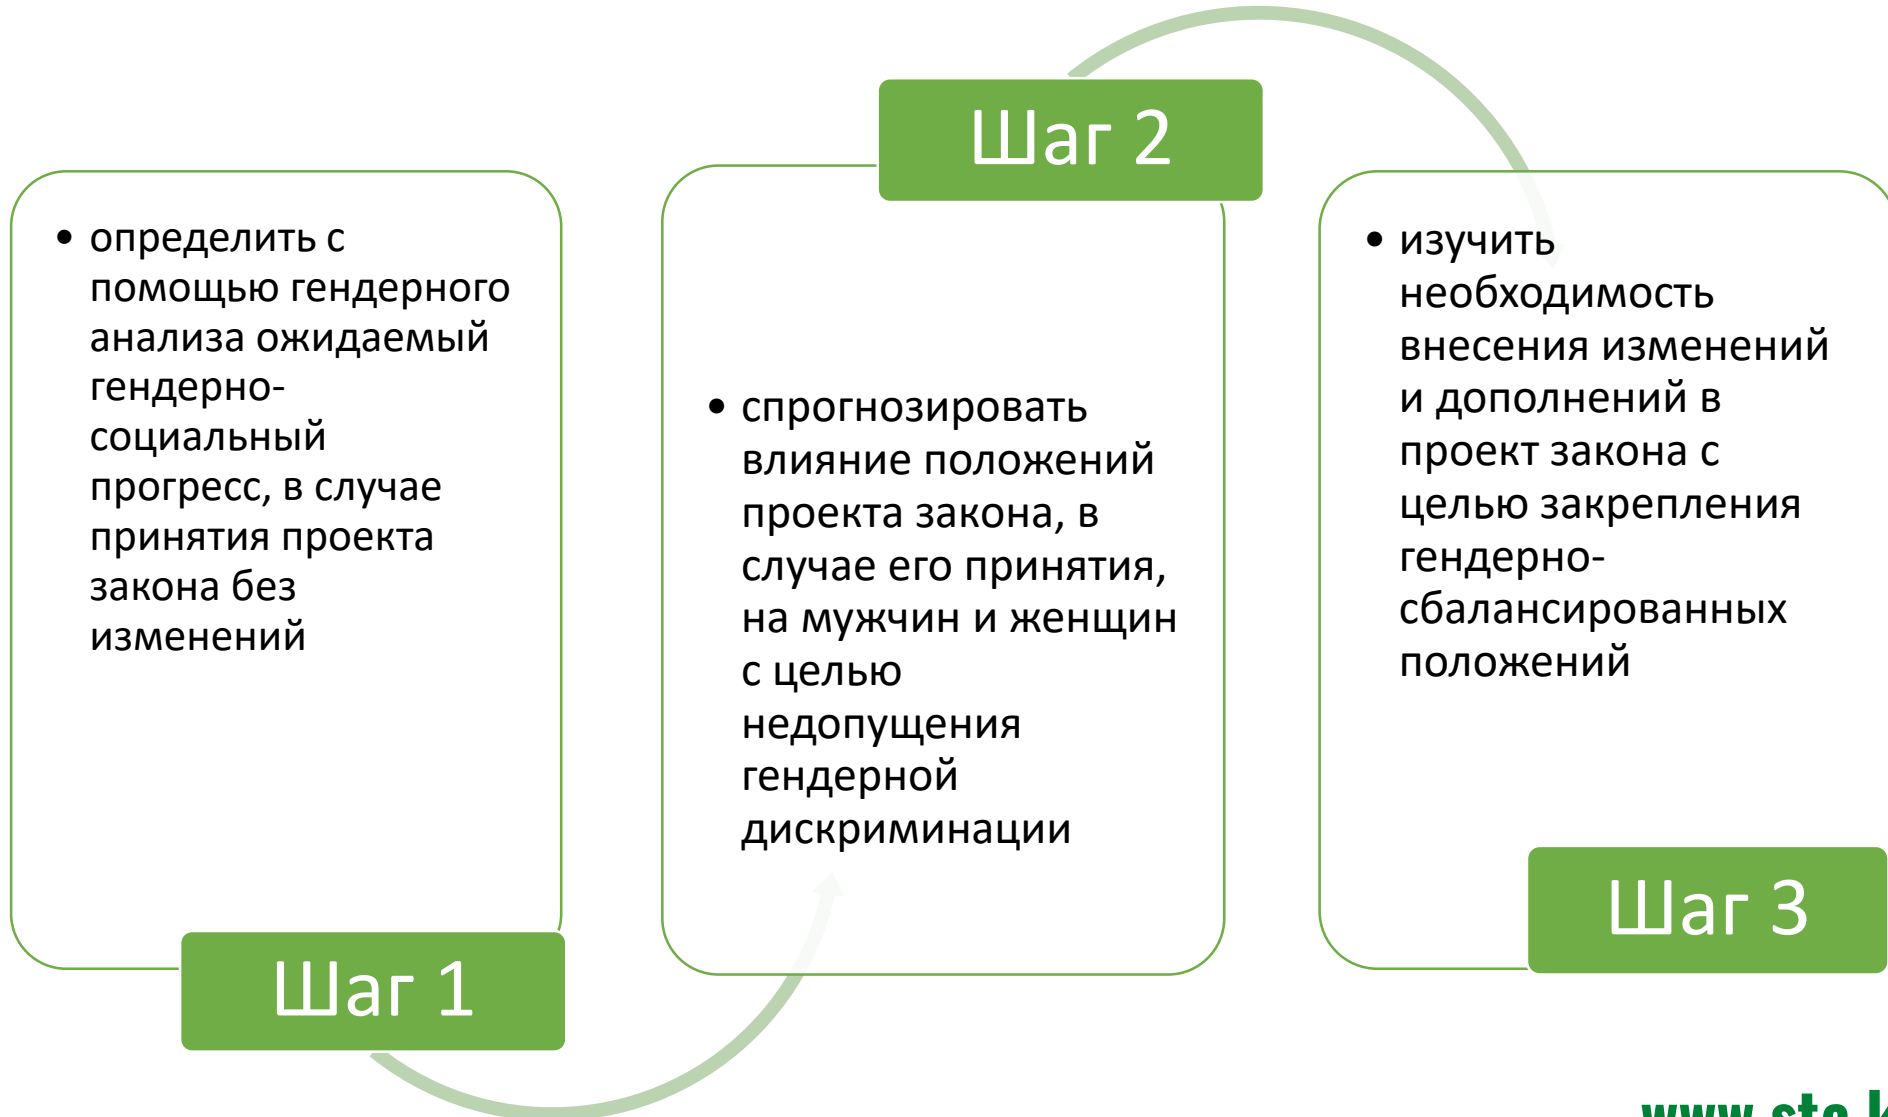 • определить с
помощью гендерного
анализа ожидаемый
гендерно-
социальный
прогресс, в случае
принятия проекта
закона без
изменений
Шаг 1
Шаг 2
• спрогнозировать
влияние положений
проекта закона, в
случае его принятия,
на мужчин и женщин
с целью
недопущения
гендерной
дискриминации
• изучить
необходимость
внесения изменений
и дополнений в
проект закона с
целью закрепления
гендерно-
сбалансированных
положений
Шаг 3